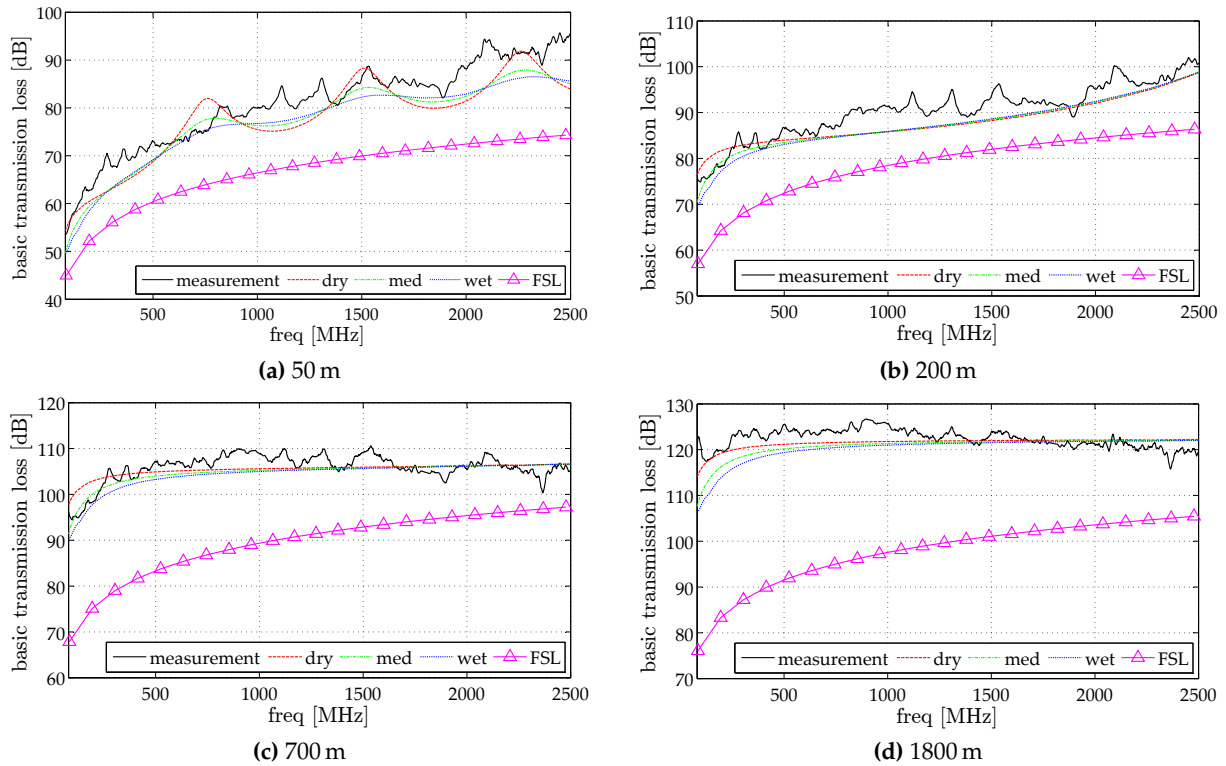 basic transmission loss [dB]
100
90
80
70
60
50
40
measurement dry med wet FSL
500 1000 1500 2000 2500
freq [MHz]
(a) 50 m
basic transmission loss [dB]
120
110
100
90
80
70
60
50
measurement dry med wet FSL
500 1000 1500 2000 2500
freq [MHz]
(b) 200 m
basic transmission loss [dB]
120
110
100
90
80
70
60
measurement dry med wet FSL
500 1000 1500 2000 2500
freq [MHz]
(c) 700 m
basic transmission loss [dB]
130
120
110
100
90
80
70
measurement dry med wet FSL
500 1000 1500 2000 2500
freq [MHz]
(d) 1800 m